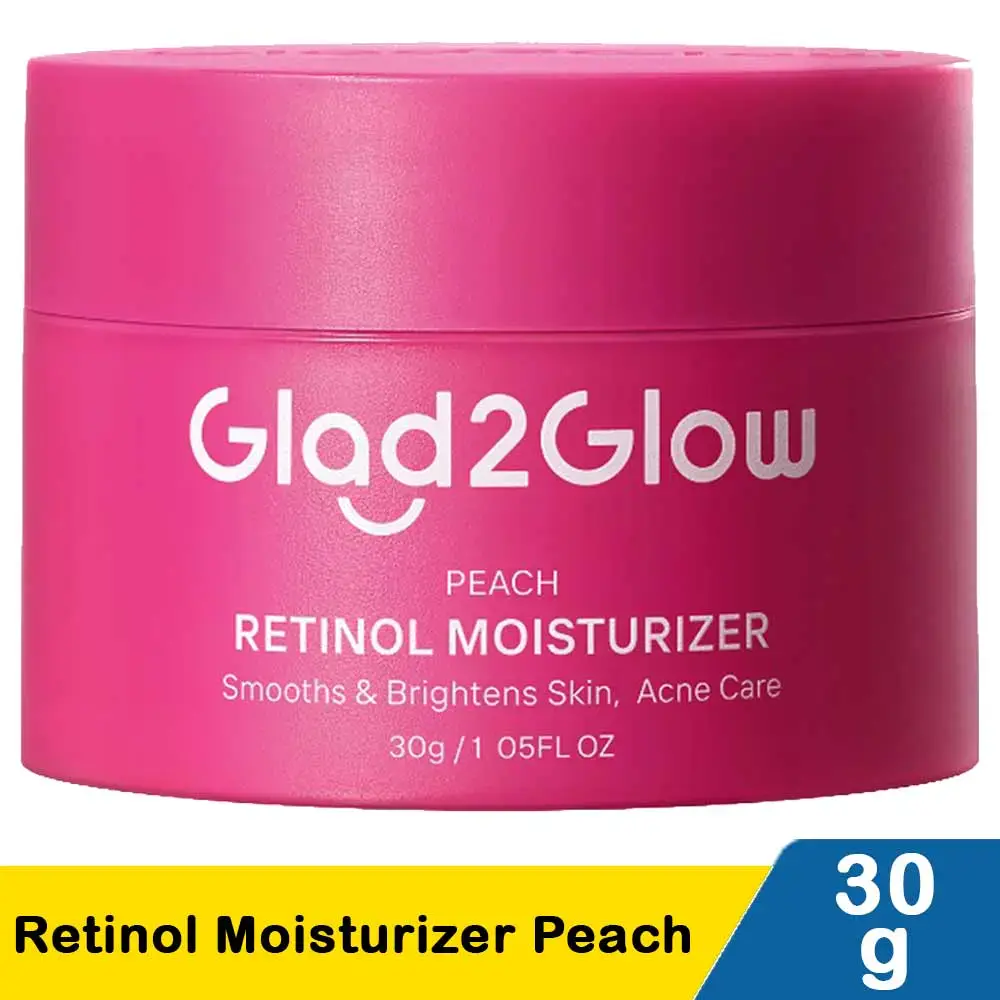 Glad2Glow
PEACH
RETINOL MOISTURIZER
Smooths & Brightens Skin, Acne Care
30g / 1 05FL OZ
Retinol Moisturizer Peach
30
g